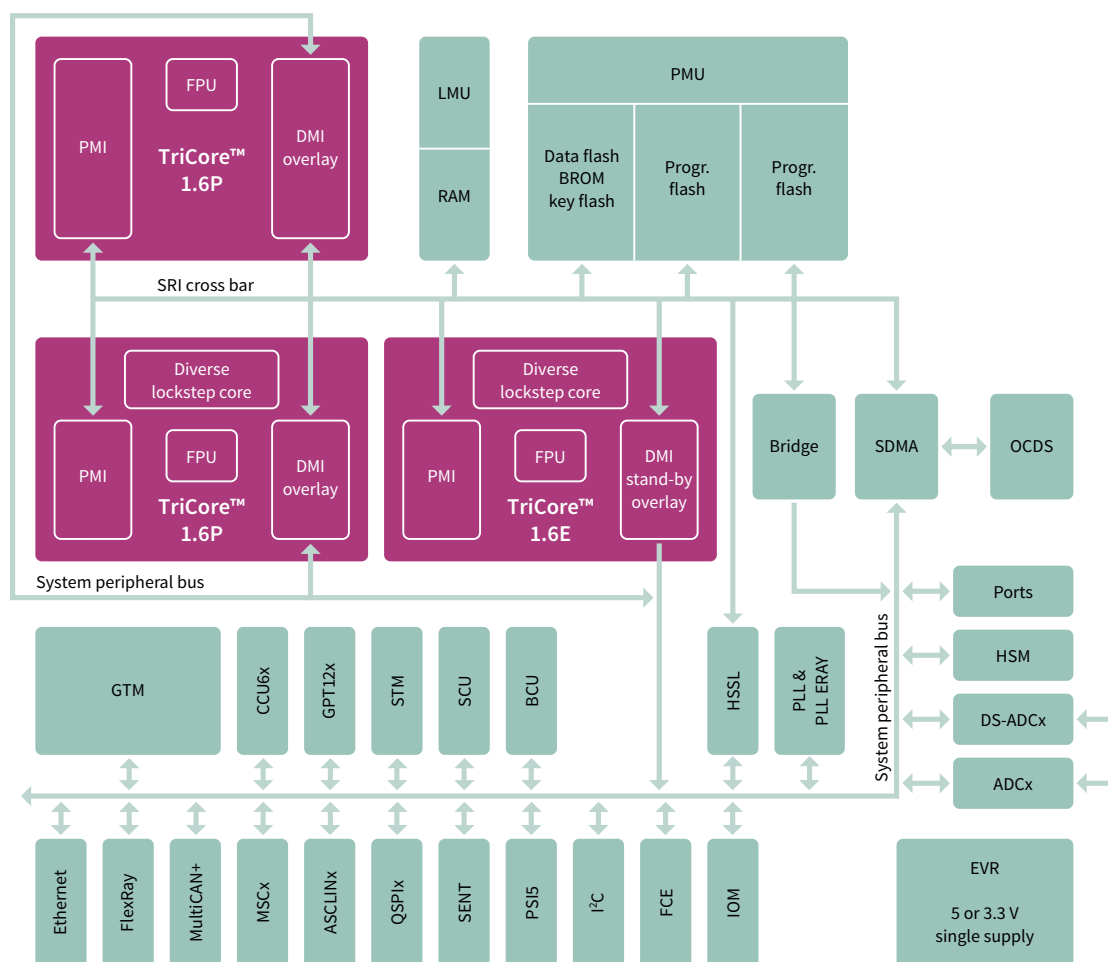 FPU
PMI
TriCore™
1.6P
DMI
overlay
LMU
RAM
PMU
Data flash
BROM
key flash
Progr.
flash
Progr.
flash
SRI cross bar
Diverse
lockstep core
PMI
FPU
TriCore™
1.6P
DMI
overlay
Diverse
lockstep core
PMI
FPU
TriCore™
1.6E
DMI
stand-by
overlay
Bridge
SDMA
OCDS
System peripheral bus
Ports
HSM
DS-ADCx
ADCx
System peripheral bus
GTM
CCU6x
GPT12x
STM
SCU
BCU
HSSL
PLL &
PLL ERAY
Ethernet
FlexRay
MultiCAN+
MSCx
ASCLINx
QSPIx
SENT
PSI5
I²C
FCE
IOM
EVR
5 or 3.3 V
single supply